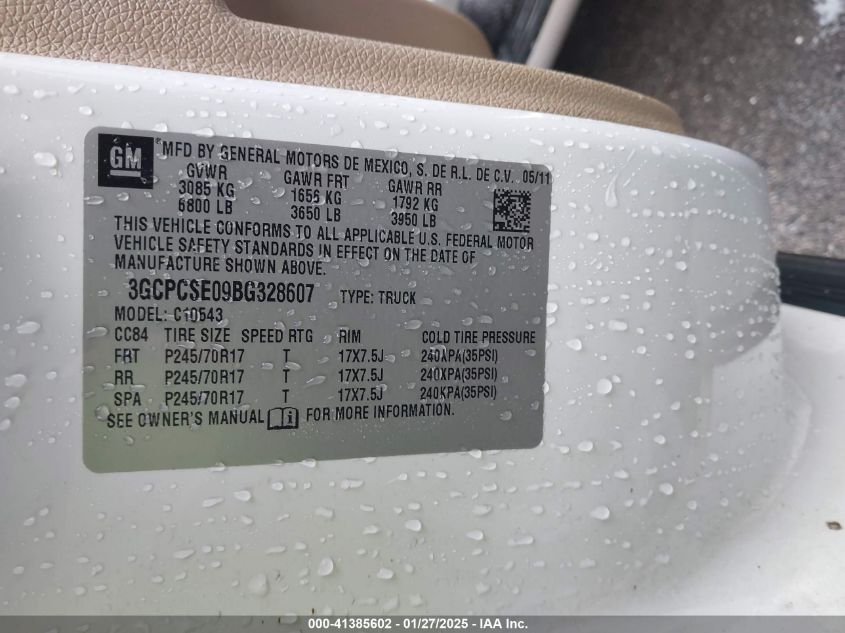 GM ® MFD BY GENERAL MOTORS DE MEXICO, S. DE R.L. DE C.V. 05/11
GVWR GAWR FRT GAWR RR
3085 KG 1656 KG 1792 KG
6800 LB 3650 LB 3950 LB
THIS VEHICLE CONFORMS TO ALL APPLICABLE U.S. FEDERAL MOTOR
VEHICLE SAFETY STANDARDS IN EFFECT ON THE DATE OF
MANUFACTURE SHOWN ABOVE.
3GCPCSE09BG328607 TYPE: TRUCK
MODEL: C10543
CC84 TIRE SIZE SPEED RTG RIM COLD TIRE PRESSURE
FRT P245/70R17 T 17X7.5J 240KPA(35PSI)
RR P245/70R17 T 17X7.5J 240KPA(35PSI)
SPA P245/70R17 T 17X7.5J 240KPA(35PSI)
SEE OWNER'S MANUAL i FOR MORE INFORMATION.
000-41385602 - 01/27/2025 - IAA Inc.